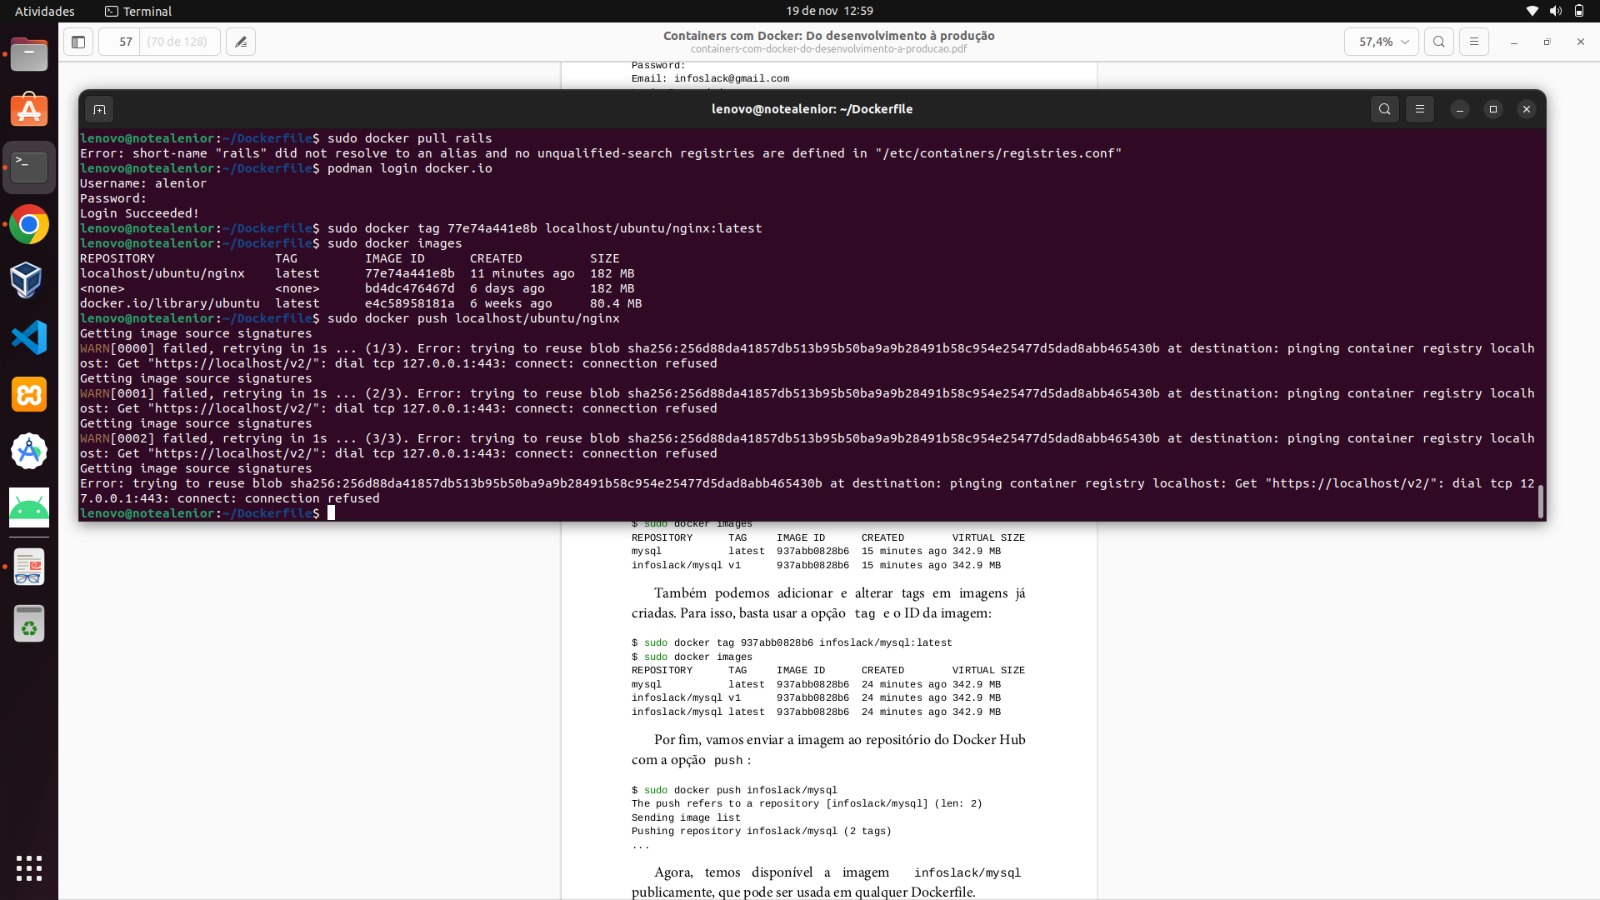 Atividades
Terminal
19 de nov 12:59
57
(70 de 128)
Containers com Docker: Do desenvolvimento à produção
containers-com-docker-do-desenvolvimento-a-producao.pdf
57,4%
Password:
Email: infoslack@gmail.com
lenovo@notealenior: ~/Dockerfile
lenovo@notealenior:~/Dockerfile$ sudo docker pull rails
Error: short-name "rails" did not resolve to an alias and no unqualified-search registries are defined in "/etc/containers/registries.conf"
lenovo@notealenior:~/Dockerfile$ podman login docker.io
Username: alenior
Password:
Login Succeeded!
lenovo@notealenior:~/Dockerfile$ sudo docker tag 77e74a441e8b localhost/ubuntu/nginx:latest
lenovo@notealenior:~/Dockerfile$ sudo docker images
REPOSITORY TAG IMAGE ID CREATED SIZE
localhost/ubuntu/nginx latest 77e74a441e8b 11 minutes ago 182 MB
<none> <none> bd4dc476467d 6 days ago 182 MB
docker.io/library/ubuntu latest e4c58958181a 6 weeks ago 80.4 MB
lenovo@notealenior:~/Dockerfile$ sudo docker push localhost/ubuntu/nginx
Getting image source signatures
WARN[0000] failed, retrying in 1s ... (1/3). Error: trying to reuse blob sha256:256d88da41857db513b95b50ba9a9b28491b58c954e25477d5dad8abb465430b at destination: pinging container registry localh
ost: Get "https://localhost/v2/": dial tcp 127.0.0.1:443: connect: connection refused
Getting image source signatures
WARN[0001] failed, retrying in 1s ... (2/3). Error: trying to reuse blob sha256:256d88da41857db513b95b50ba9a9b28491b58c954e25477d5dad8abb465430b at destination: pinging container registry localh
ost: Get "https://localhost/v2/": dial tcp 127.0.0.1:443: connect: connection refused
Getting image source signatures
WARN[0002] failed, retrying in 1s ... (3/3). Error: trying to reuse blob sha256:256d88da41857db513b95b50ba9a9b28491b58c954e25477d5dad8abb465430b at destination: pinging container registry localh
ost: Get "https://localhost/v2/": dial tcp 127.0.0.1:443: connect: connection refused
Getting image source signatures
Error: trying to reuse blob sha256:256d88da41857db513b95b50ba9a9b28491b58c954e25477d5dad8abb465430b at destination: pinging container registry localhost: Get "https://localhost/v2/": dial tcp 12
7.0.0.1:443: connect: connection refused
lenovo@notealenior:~/Dockerfile$
$ sudo docker images
REPOSITORY TAG IMAGE ID CREATED VIRTUAL SIZE
mysql latest 937abb0828b6 15 minutes ago 342.9 MB
infoslack/mysql v1 937abb0828b6 15 minutes ago 342.9 MB
Também podemos adicionar e alterar tags em imagens já
criadas. Para isso, basta usar a opção tag e o ID da imagem:
$ sudo docker tag 937abb0828b6 infoslack/mysql:latest
$ sudo docker images
REPOSITORY TAG IMAGE ID CREATED VIRTUAL SIZE
mysql latest 937abb0828b6 24 minutes ago 342.9 MB
infoslack/mysql v1 937abb0828b6 24 minutes ago 342.9 MB
infoslack/mysql latest 937abb0828b6 24 minutes ago 342.9 MB
Por fim, vamos enviar a imagem ao repositório do Docker Hub
com a opção push :
$ sudo docker push infoslack/mysql
The push refers to a repository [infoslack/mysql] (len: 2)
Sending image list
Pushing repository infoslack/mysql (2 tags)
...
Agora, temos disponível a imagem infoslack/mysql
publicamente, que pode ser usada em qualquer Dockerfile.